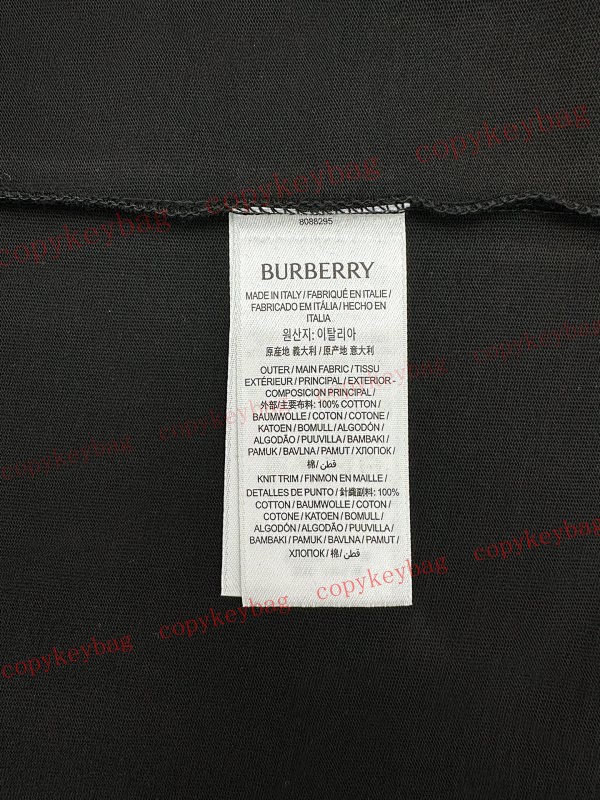 copykeybag
copykeybag
copykeybag
8088295
BURBERRY
MADE IN ITALY / FABRIQUÉ EN ITALIE /
FABRICADO EM ITÁLIA / HECHO EN
ITALIA
원산지: 이탈리아
原産地 義大利 / 原产地 意大利
OUTER / MAIN FABRIC / TISSU
EXTÉRIEUR / PRINCIPAL / EXTERIOR -
COMPOSICION PRINCIPAL /
外部/主要布料: 100% COTTON /
BAUMWOLLE / COTON / COTONE /
KATOEN / BOMULL / ALGODÓN /
ALGODÃO / PUUVILLA / BAMBAKI /
PAMUK / BAVLNA / PAMUT / ХЛОПОК /
棉 / قطن /
KNIT TRIM / FINMON EN MAILLE /
DETALLES DE PUNTO / 針織副料: 100%
COTTON / BAUMWOLLE / COTON /
COTONE / KATOEN / BOMULL /
ALGODÓN / ALGODÃO / PUUVILLA /
BAMBAKI / PAMUK / BAVLNA / PAMUT /
ХЛОПОК / 棉 / قطن
copykeybag
copykeybag
copykeybag
copykeybag
copykeybag
copykeybag
copykeybag
copykeybag
copykeybag